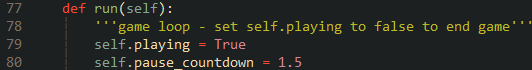 77 def run(self):
78 '''game loop - set self.playing to false to end game'''
79 self.playing = True
80 self.pause_countdown = 1.5